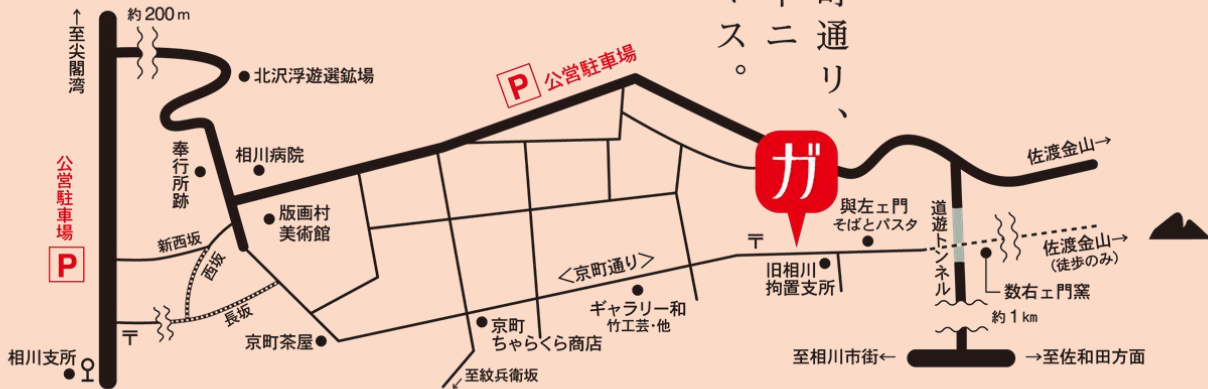 約200m
←至尖閣湾
北沢浮遊選鉱場
P 公営駐車場
町通り、
ニ
ス。
奉行所跡
相川病院
版画村
美術館
公営駐車場
P
新西坂
西坂
長坂
〒
相川支所
京町茶屋
＜京町通り＞
京町
ちゃらくら商店
ギャラリー和
竹工芸・他
↙至紋兵衛坂
ガ
〒
旧相川
拘置支所
與左ェ門
そばとパスタ
道遊トンネル
佐渡金山→
佐渡金山→
(徒歩のみ)
数右ェ門窯
約1km
至相川市街←
→至佐和田方面